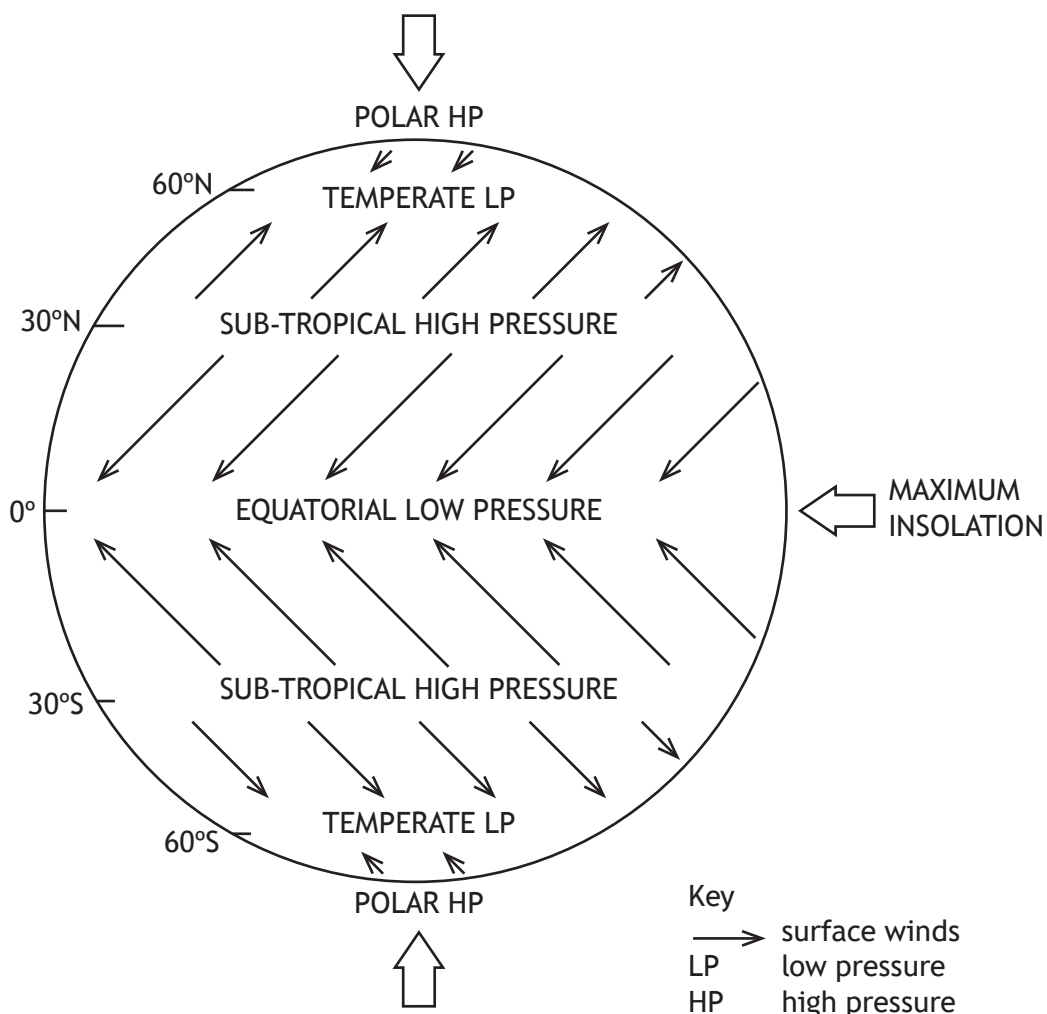 POLAR HP
60ºN
TEMPERATE LP
30ºN
SUB-TROPICAL HIGH PRESSURE
0º
EQUATORIAL LOW PRESSURE
MAXIMUM
INSOLATION
SUB-TROPICAL HIGH PRESSURE
30ºS
TEMPERATE LP
60ºS
POLAR HP
Key
surface winds
LP low pressure
HP high pressure